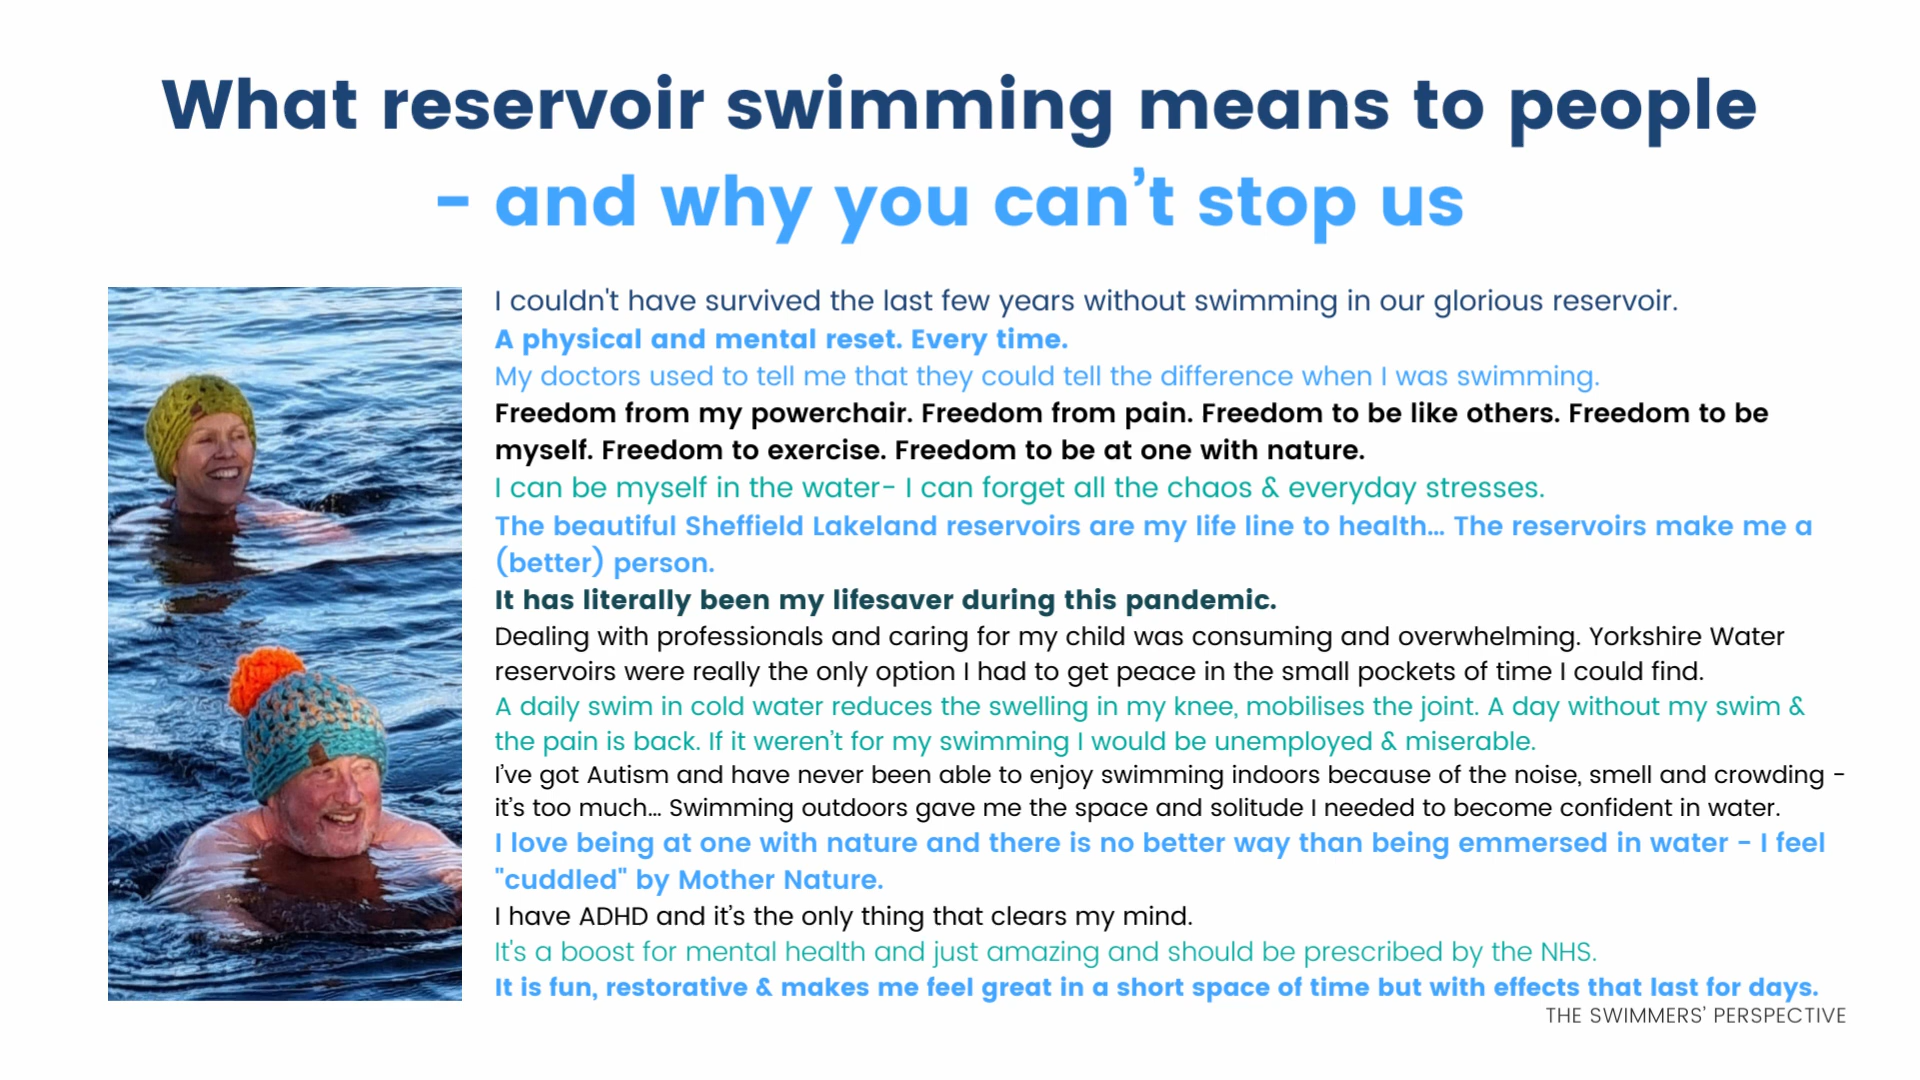 What reservoir swimming means to people
- and why you can’t stop us
I couldn't have survived the last few years without swimming in our glorious reservoir.
A physical and mental reset. Every time.
My doctors used to tell me that they could tell the difference when I was swimming.
Freedom from my powerchair. Freedom from pain. Freedom to be like others. Freedom to be
myself. Freedom to exercise. Freedom to be at one with nature.
I can be myself in the water- I can forget all the chaos & everyday stresses.
The beautiful Sheffield Lakeland reservoirs are my life line to health... The reservoirs make me a
(better) person.
It has literally been my lifesaver during this pandemic.
Dealing with professionals and caring for my child was consuming and overwhelming. Yorkshire Water
reservoirs were really the only option I had to get peace in the small pockets of time I could find.
A daily swim in cold water reduces the swelling in my knee, mobilises the joint. A day without my swim &
the pain is back. If it weren’t for my swimming I would be unemployed & miserable.
I’ve got Autism and have never been able to enjoy swimming indoors because of the noise, smell and crowding -
it’s too much... Swimming outdoors gave me the space and solitude I needed to become confident in water.
I love being at one with nature and there is no better way than being emmersed in water - I feel
"cuddled" by Mother Nature.
I have ADHD and it’s the only thing that clears my mind.
It's a boost for mental health and just amazing and should be prescribed by the NHS.
It is fun, restorative & makes me feel great in a short space of time but with effects that last for days.
THE SWIMMERS’ PERSPECTIVE